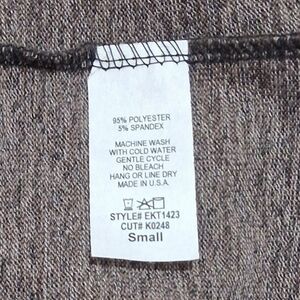 95% POLYESTER
5% SPANDEX
MACHINE WASH
WITH COLD WATER
GENTLE CYCLE
NO BLEACH
HANG OR LINE DRY
MADE IN U.S.A.
STYLE# EKT1423
CUT# K0248
Small